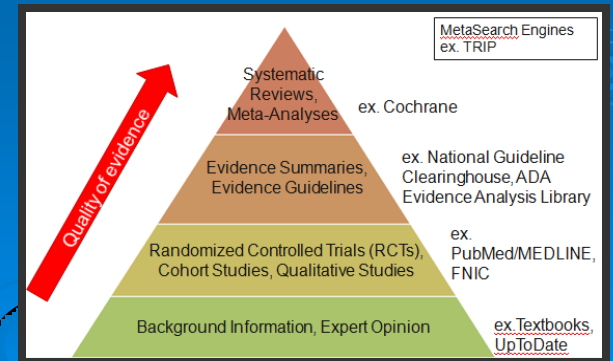 MetaSearch Engines
ex. TRIP
Systematic
Reviews,
Meta-Analyses
ex. Cochrane
Quality of evidence
Evidence Summaries,
Evidence Guidelines
ex. National Guideline
Clearinghouse, ADA
Evidence Analysis Library
Randomized Controlled Trials (RCTs),
Cohort Studies, Qualitative Studies
ex.
PubMed/MEDLINE,
FNIC
Background Information, Expert Opinion
ex.Textbooks,
UpToDate